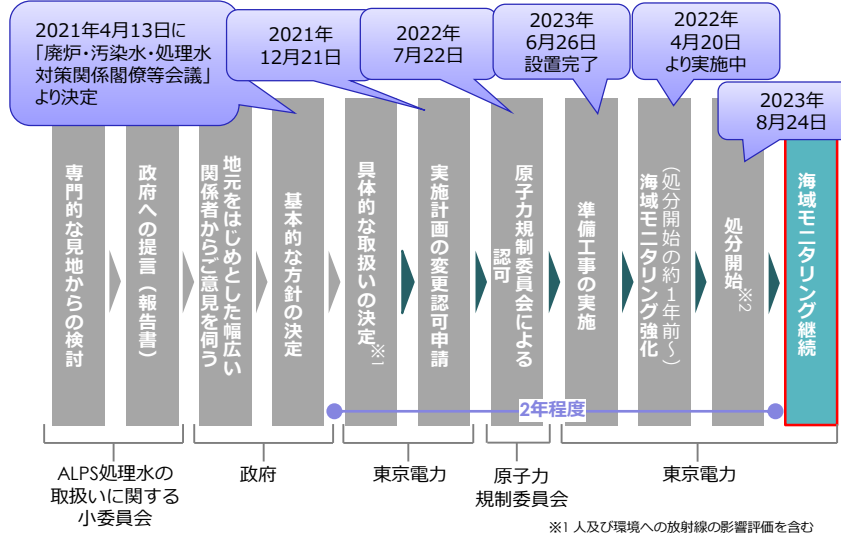 2021年4月13日に
「廃炉・汚染水・処理水
対策関係閣僚等会議」
より決定
2021年
12月21日
2022年
7月22日
2023年
6月26日
設置完了
2022年
4月20日
より実施中
2023年
8月24日
専門的な見地からの検討
政府への提言（報告書）
地元をはじめとした幅広い
関係者からご意見を伺う
基本的な方針の決定
具体的な取扱いの決定※1
実施計画の変更認可申請
原子力規制委員会による
認可
準備工事の実施
（処分開始の約1年前～）
海域モニタリング強化
処分開始※2
海域モニタリング継続
2年程度
ALPS処理水の
取扱いに関する
小委員会
政府
東京電力
原子力
規制委員会
東京電力
※1 人及び環境への放射線の影響評価を含む